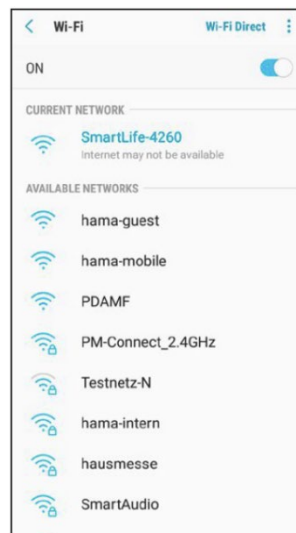 Wi-Fi Wi-Fi Direct
ON
CURRENT NETWORK
SmartLife-4260
Internet may not be available
AVAILABLE NETWORKS
hama-guest
hama-mobile
PDAMF
PM-Connect_2.4GHz
Testnetz-N
hama-intern
hausmesse
SmartAudio